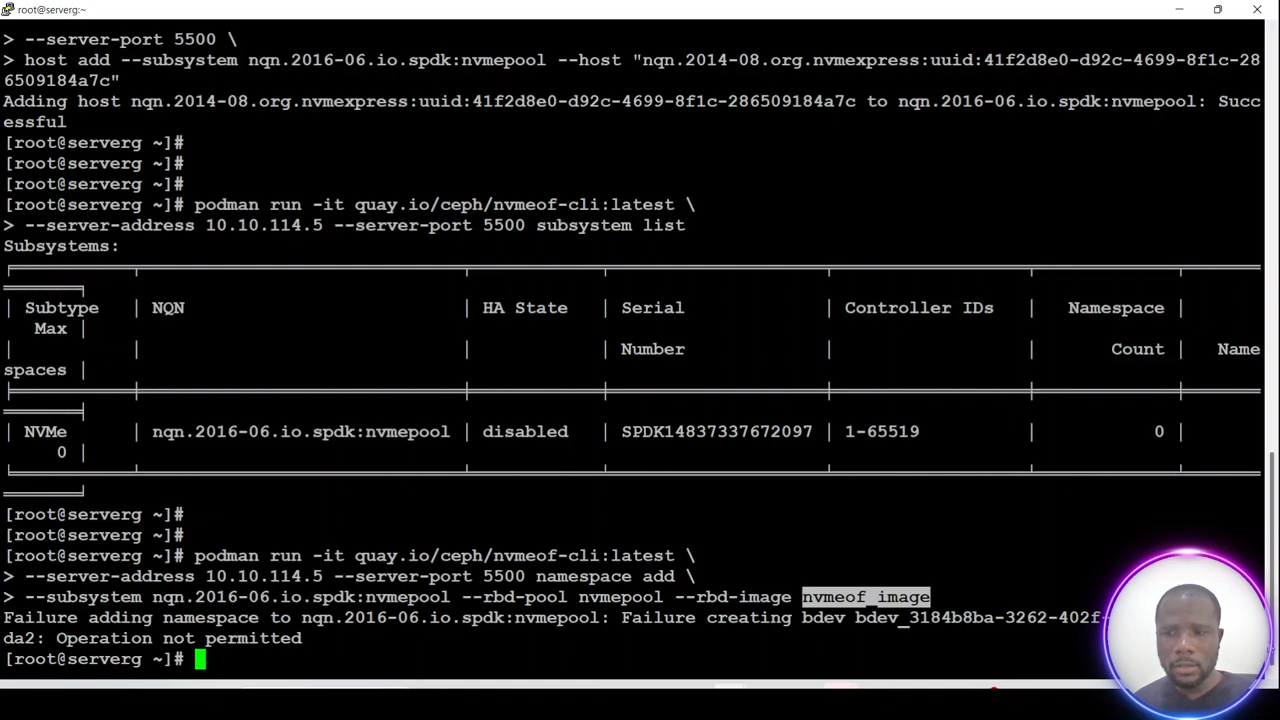 root@serverg:~
> --server-port 5500 \
> host add --subsystem nqn.2016-06.io.spdk:nvmepool --host "nqn.2014-08.org.nvmexpress:uuid:41f2d8e0-d92c-4699-8f1c-28
6509184a7c"
Adding host nqn.2014-08.org.nvmexpress:uuid:41f2d8e0-d92c-4699-8f1c-286509184a7c to nqn.2016-06.io.spdk:nvmepool: Succ
essful
[root@serverg ~]#
[root@serverg ~]#
[root@serverg ~]#
[root@serverg ~]# podman run -it quay.io/ceph/nvmeof-cli:latest \
> --server-address 10.10.114.5 --server-port 5500 subsystem list
Subsystems:
| Subtype | NQN | HA State | Serial | Controller IDs | Namespace |
Max |
| | | | Number | | Count | Name
spaces |
| NVMe | nqn.2016-06.io.spdk:nvmepool | disabled | SPDK14837337672097 | 1-65519 | 0 |
0 |
[root@serverg ~]#
[root@serverg ~]#
[root@serverg ~]# podman run -it quay.io/ceph/nvmeof-cli:latest \
> --server-address 10.10.114.5 --server-port 5500 namespace add \
> --subsystem nqn.2016-06.io.spdk:nvmepool --rbd-pool nvmepool --rbd-image nvmeof_image
Failure adding namespace to nqn.2016-06.io.spdk:nvmepool: Failure creating bdev bdev_3184b8ba-3262-402f-
da2: Operation not permitted
[root@serverg ~]#